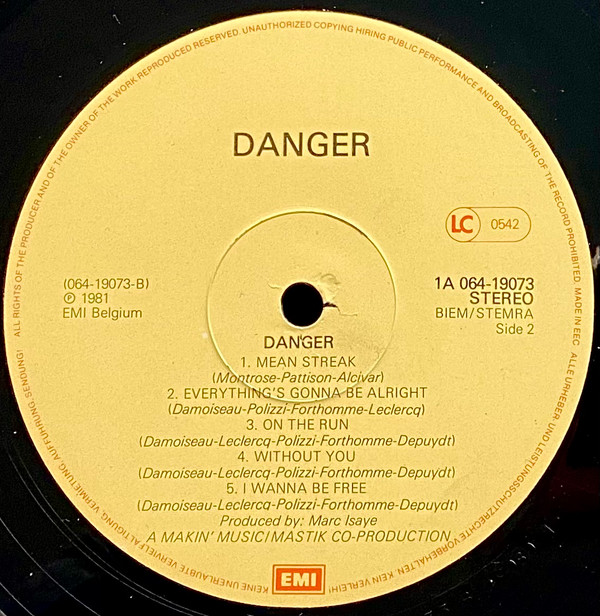 ALL RIGHTS OF THE PRODUCER AND OF THE OWNER OF THE WORK REPRODUCED RESERVED. UNAUTHORIZED COPYING HIRING PUBLIC PERFORMANCE AND BROADCASTING OF THE RECORD PROHIBITED. MADE IN EEC
DANGER
LC 0542
(064-19073-B)
℗ 1981
EMI Belgium
1A 064-19073
STEREO
BIEM/STEMRA
Side 2
DANGER
1. MEAN STREAK
(Montrose-Pattison-Alcivar)
2. EVERYTHING'S GONNA BE ALRIGHT
(Damoiseau-Polizzi-Forthomme-Leclercq)
3. ON THE RUN
(Damoiseau-Leclercq-Polizzi-Forthomme-Depuydt)
4. WITHOUT YOU
(Damoiseau-Leclercq-Polizzi-Forthomme-Depuydt)
5. I WANNA BE FREE
(Damoiseau-Leclercq-Polizzi-Forthomme-Depuydt)
Produced by: Marc Isaye
A MAKIN' MUSIC/MASTIK CO-PRODUCTION
EMI
ALLE URHEBER- UND LEISTUNGSSCHUTZRECHTE VORBEHALTEN. KEIN VERLEIH! KEINE UNERLAUBTE VERVIELFÄLTIGUNG, VERMIETUNG, AUFFÜHRUNG, SENDUNG!